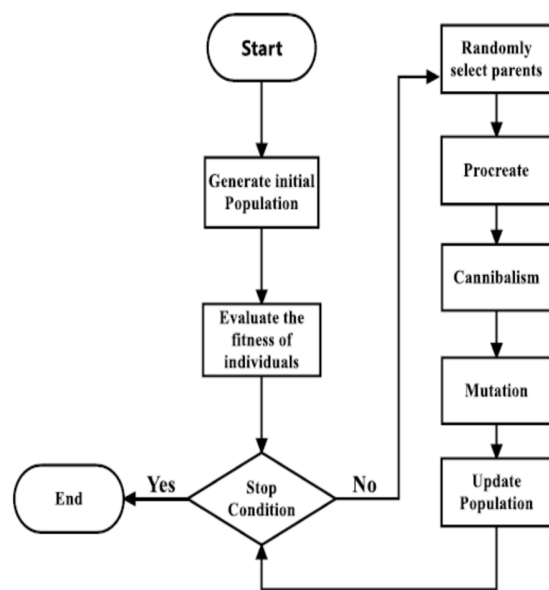 Start
Generate initial
Population
Evaluate the
fitness of
individuals
Stop
Condition
Yes
End
No
Randomly
select parents
Procreate
Cannibalism
Mutation
Update
Population